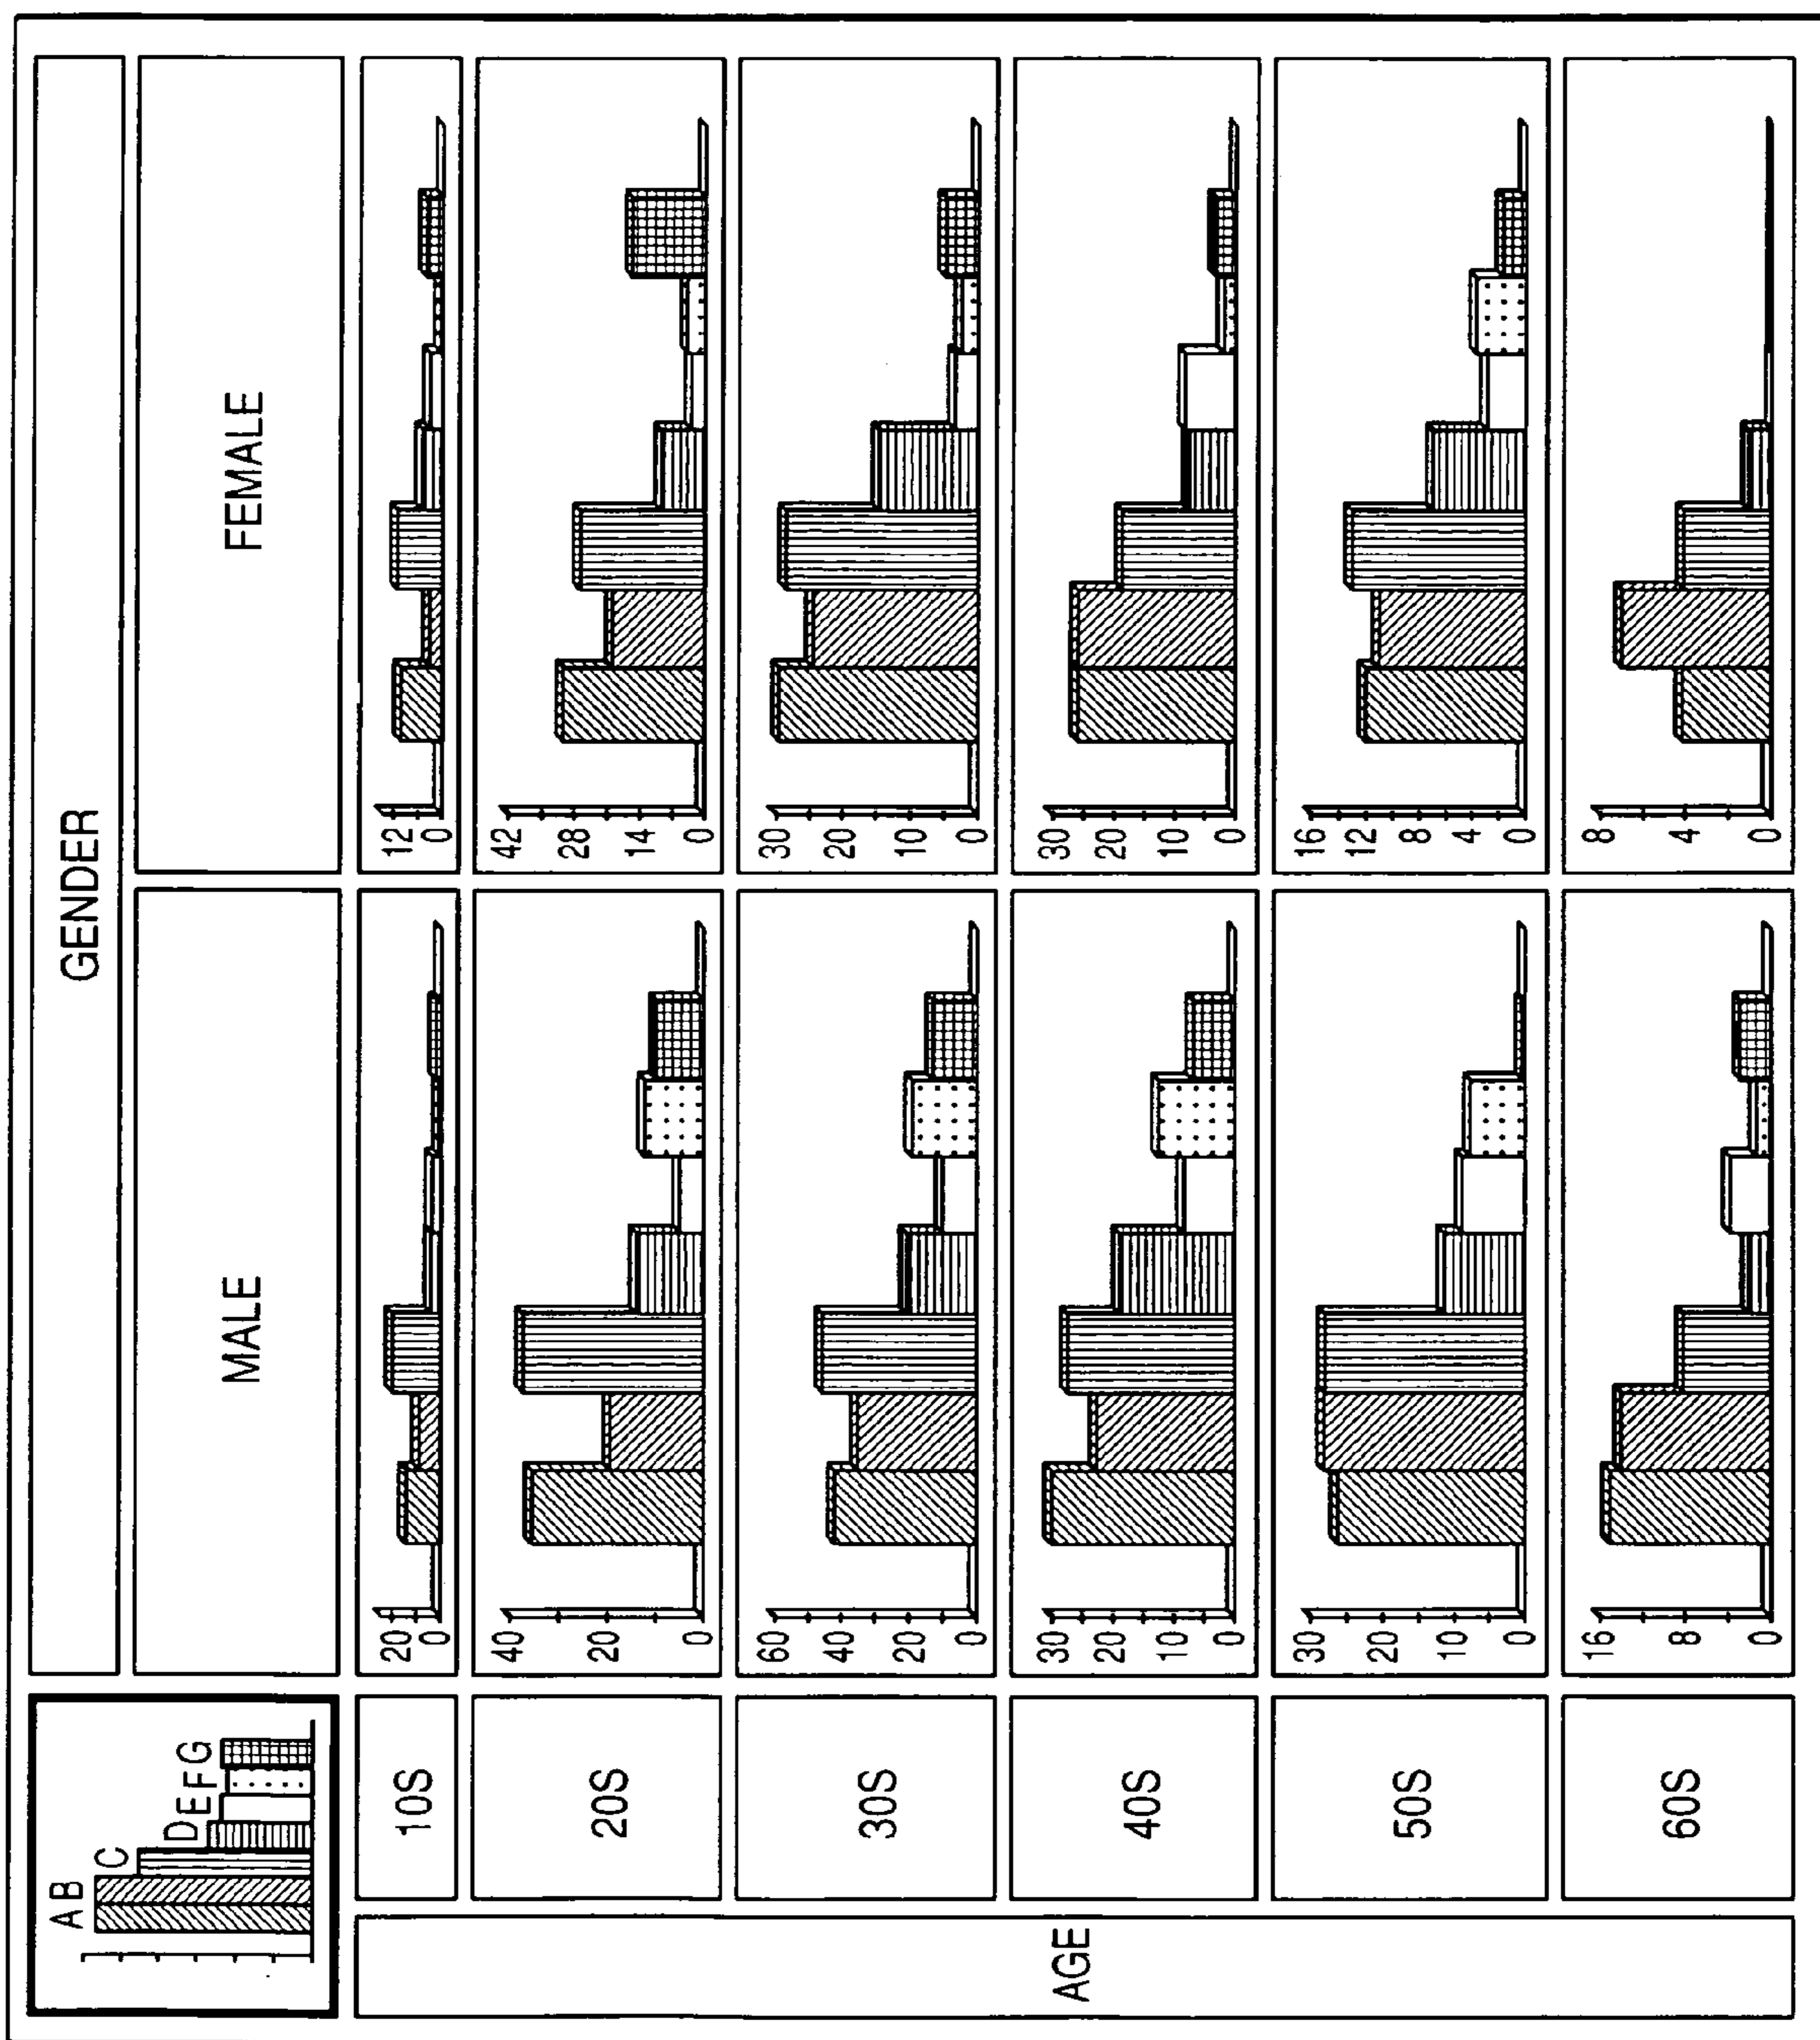 A B C D E F G
GENDER
MALE FEMALE
AGE
10S
20 0
12 0
20S
40 20 0
42 28 14 0
30S
60 40 20 0
30 20 10 0
40S
30 20 10 0
30 20 10 0
50S
30 20 10 0
16 12 8 4 0
60S
16 8 0
8 4 0